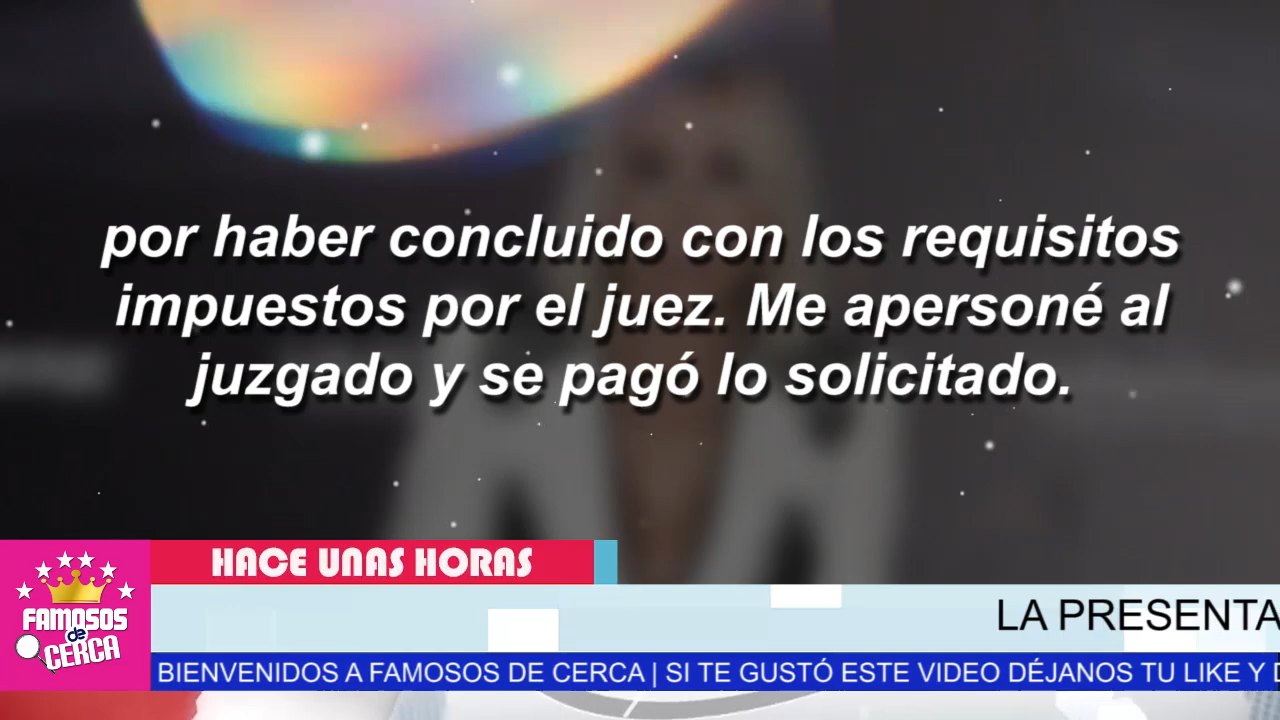 por haber concluido con los requisitos
impuestos por el juez. Me apersoné al
juzgado y se pagó lo solicitado.
HACE UNAS HORAS
FAMOSOS
de
CERCA
LA PRESENTA
BIENVENIDOS A FAMOSOS DE CERCA | SI TE GUSTÓ ESTE VIDEO DÉJANOS TU LIKE Y